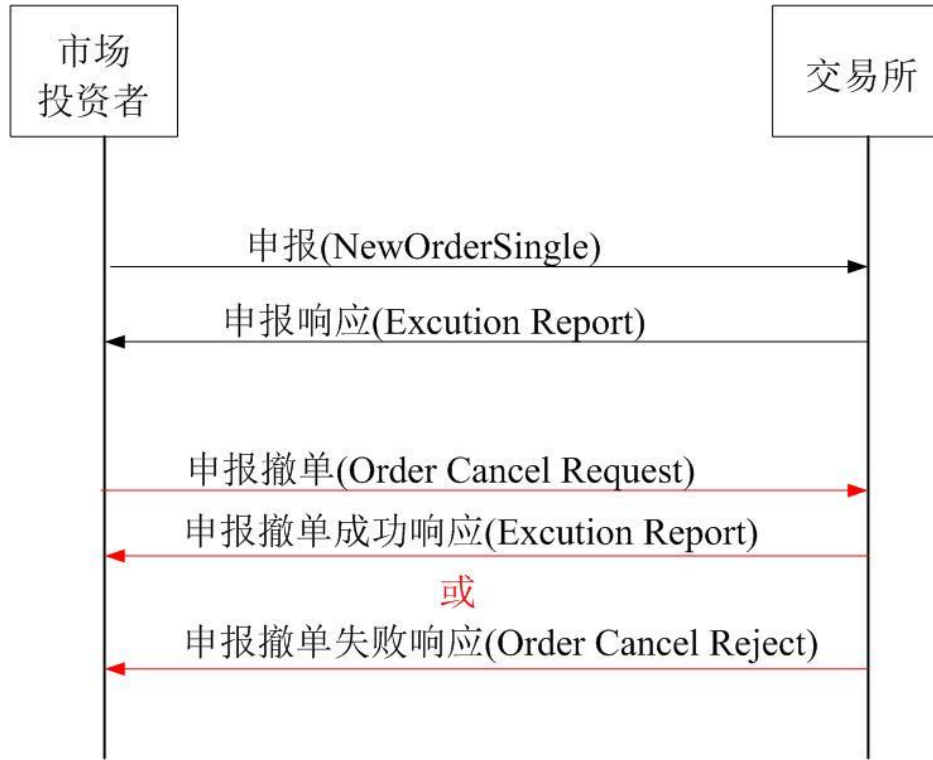 市场
投资者
交易所
申报(NewOrderSingle)
申报响应(Excution Report)
申报撤单(Order Cancel Request)
申报撤单成功响应(Excution Report)
或
申报撤单失败响应(Order Cancel Reject)